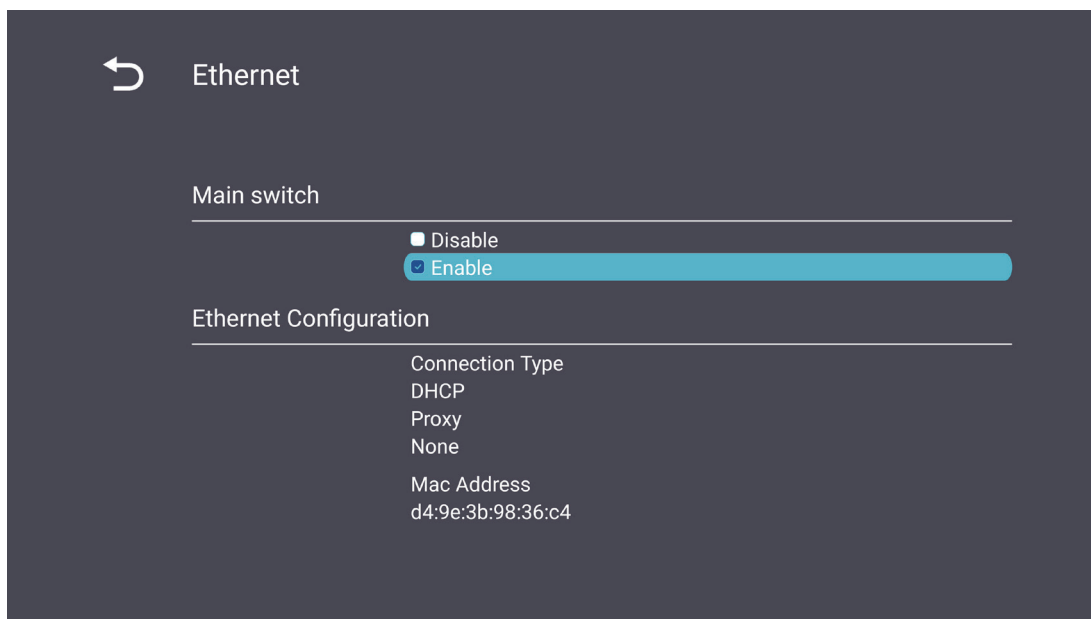 Ethernet
Main switch
Disable
Enable
Ethernet Configuration
Connection Type
DHCP
Proxy
None
Mac Address
d4:9e:3b:98:36:c4